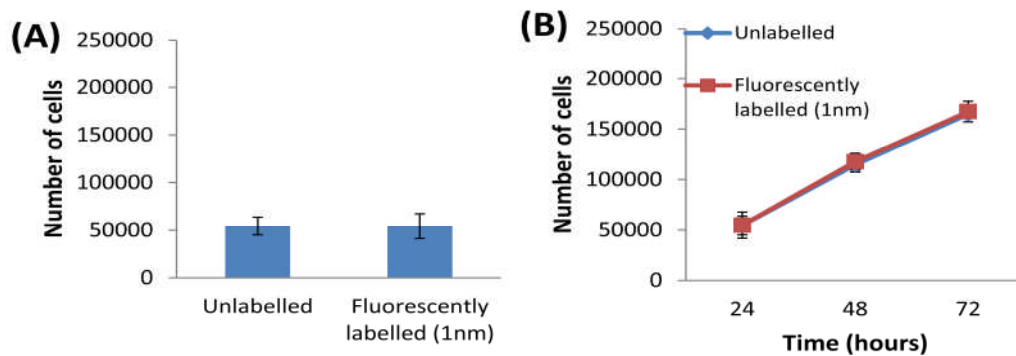 (A)
Number of cells
250000
200000
150000
100000
50000
0
Unlabelled
Fluorescently
labelled (1nm)
(B)
Number of cells
250000
200000
150000
100000
50000
0
Unlabelled
Fluorescently
labelled (1nm)
24 48 72
Time (hours)